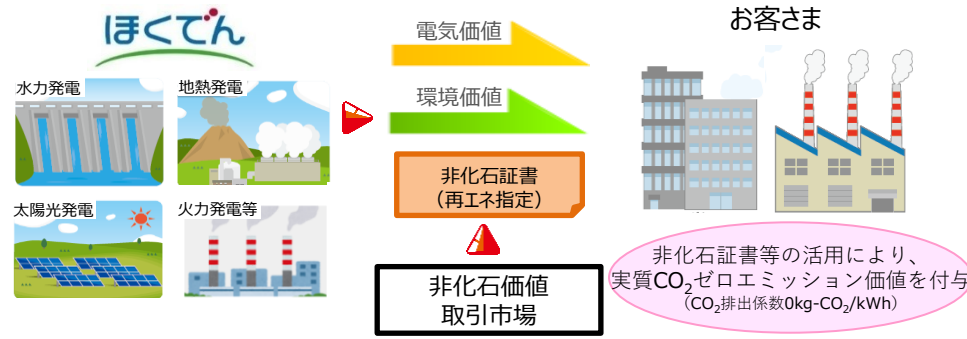 ほくでん
水力発電
地熱発電
太陽光発電
火力発電等
電気価値
環境価値
非化石証書
（再エネ指定）
非化石価値
取引市場
お客さま
非化石証書等の活用により、
実質CO₂ゼロエミッション価値を付与
（CO₂排出係数0kg-CO₂/kWh）